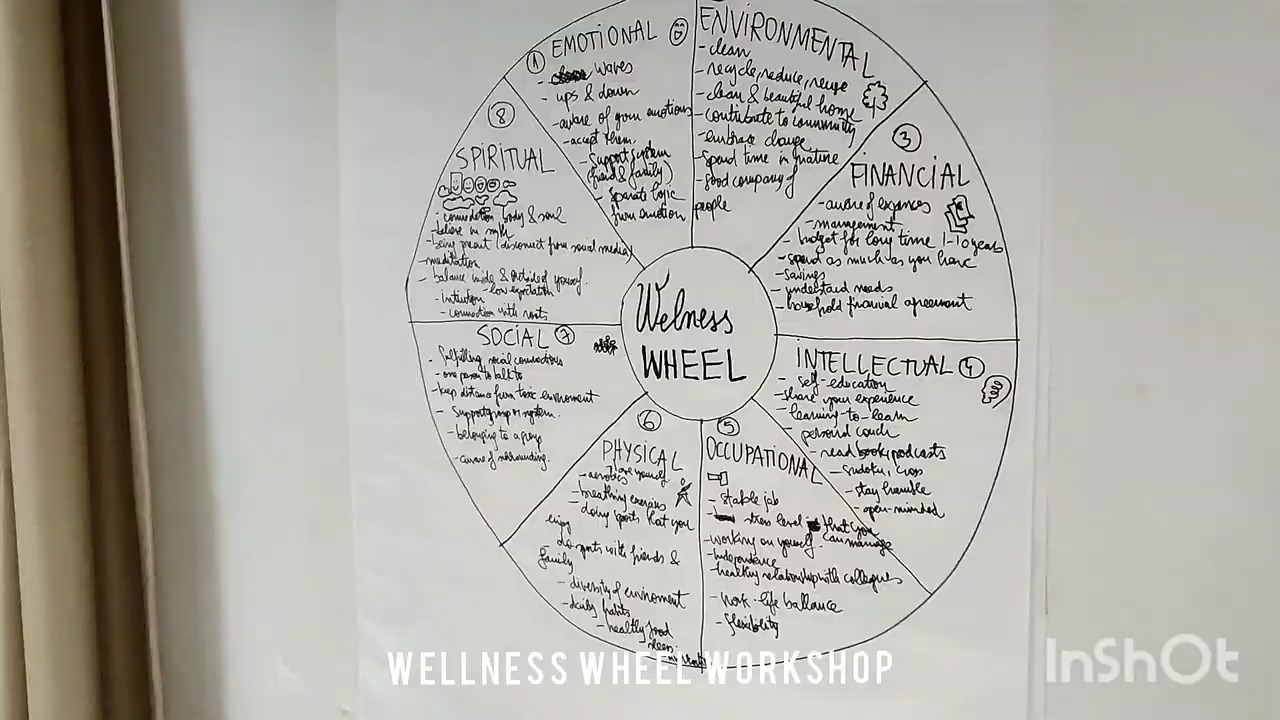 ① EMOTIONAL
- waves
- ups & down
- aware of your emotions
- accept them
- support system
(friend & family)
- separate logic
from emotion
ENVIRONMENTAL
- clean
- recycle, reduce, reuse
- clean & beautiful home
- contribute to community
- embrace change
- spend time in nature
- good company of
people
③
FINANCIAL
- aware of expences
- management
- budget for long time 1-10 years
- spend as much as you have
- savings
- understand needs
- household financial agreement
INTELLECTUAL ④
- self-education
- share your experience
- learning-to-learn
- personal coach
- read books, podcasts
- sudoku, cross
- stay humble
- open-minded
⑤
OCCUPATIONAL
- stable job
- stress level that you
can manage
- working on yourself.
- independence
- healthy relationship with collegues
- work-life ballance
- flexibility
⑥
PHYSICAL
- love yourself
- aerobics
- breathing exercises
- doing sports that you
enjoy
- do sports with friends &
family
- diversity of environment
- daily habits
- healthy food
- sleep
SOCIAL ⑦
- fulfilling social connections
- one person to talk to
- keep distance from toxic environment
- support group or system.
- belonging to a group
- aware of surrounding.
⑧
SPIRITUAL
- connection body & soul
- believe in myth
- being present (disconnect from social media)
- meditation
- balance inside & outside of yourself.
- low expectation
- intuition
- connection with roots
Welness
WHEEL
WELLNESS WHEEL WORKSHOP
InShOt